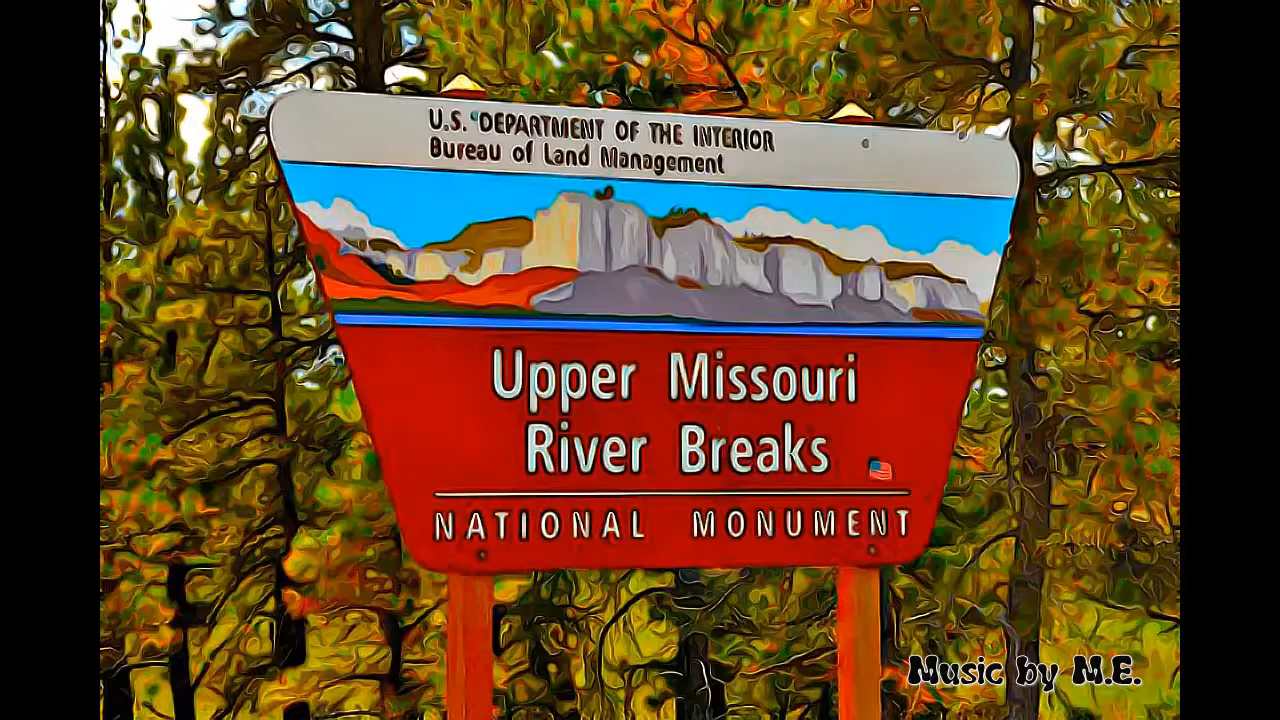 U.S. DEPARTMENT OF THE INTERIOR
Bureau of Land Management
Upper Missouri
River Breaks
NATIONAL MONUMENT
Music by M.E.